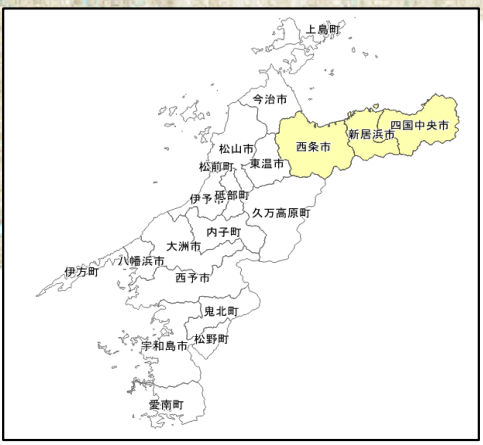 上島町
今治市
四国中央市
新居浜市
西条市
松山市
東温市
松前町
伊予市
砥部町
久万高原町
内子町
大洲市
八幡浜市
伊方町
西予市
鬼北町
松野町
宇和島市
愛南町